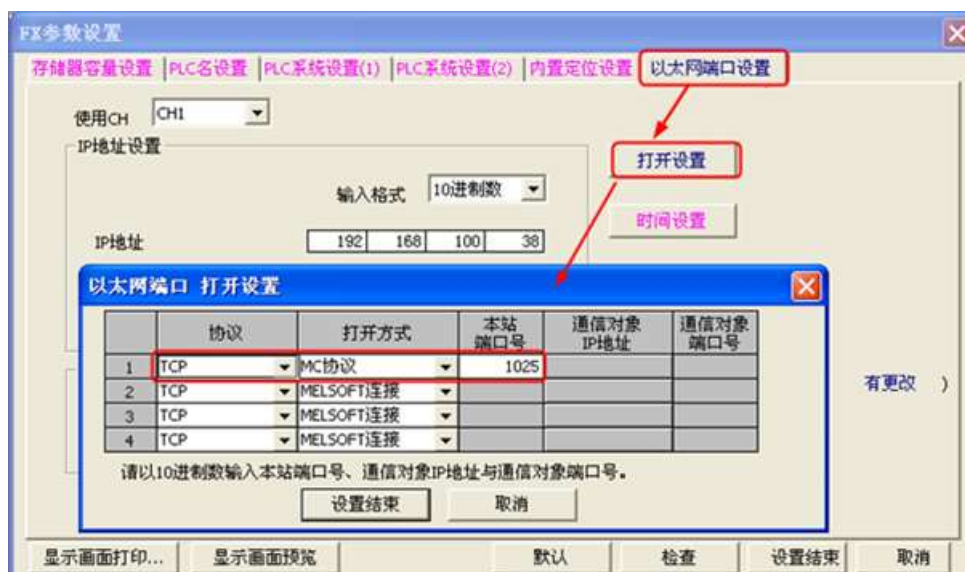 FX参数设置
存储器容量设置 PLC名设置 PLC系统设置(1) PLC系统设置(2) 内置定位设置 以太网端口设置
使用CH CH1
IP地址设置
打开设置
输入格式 10进制数
时间设置
IP地址 192 168 100 38
以太网端口 打开设置
协议 打开方式 本站端口号 通信对象IP地址 通信对象端口号
1 TCP MC协议 1025
2 TCP MELSOFT连接
3 TCP MELSOFT连接
4 TCP MELSOFT连接
有更改 )
请以10进制数输入本站端口号、通信对象IP地址与通信对象端口号。
设置结束 取消
显示画面打印... 显示画面预览 默认 检查 设置结束 取消